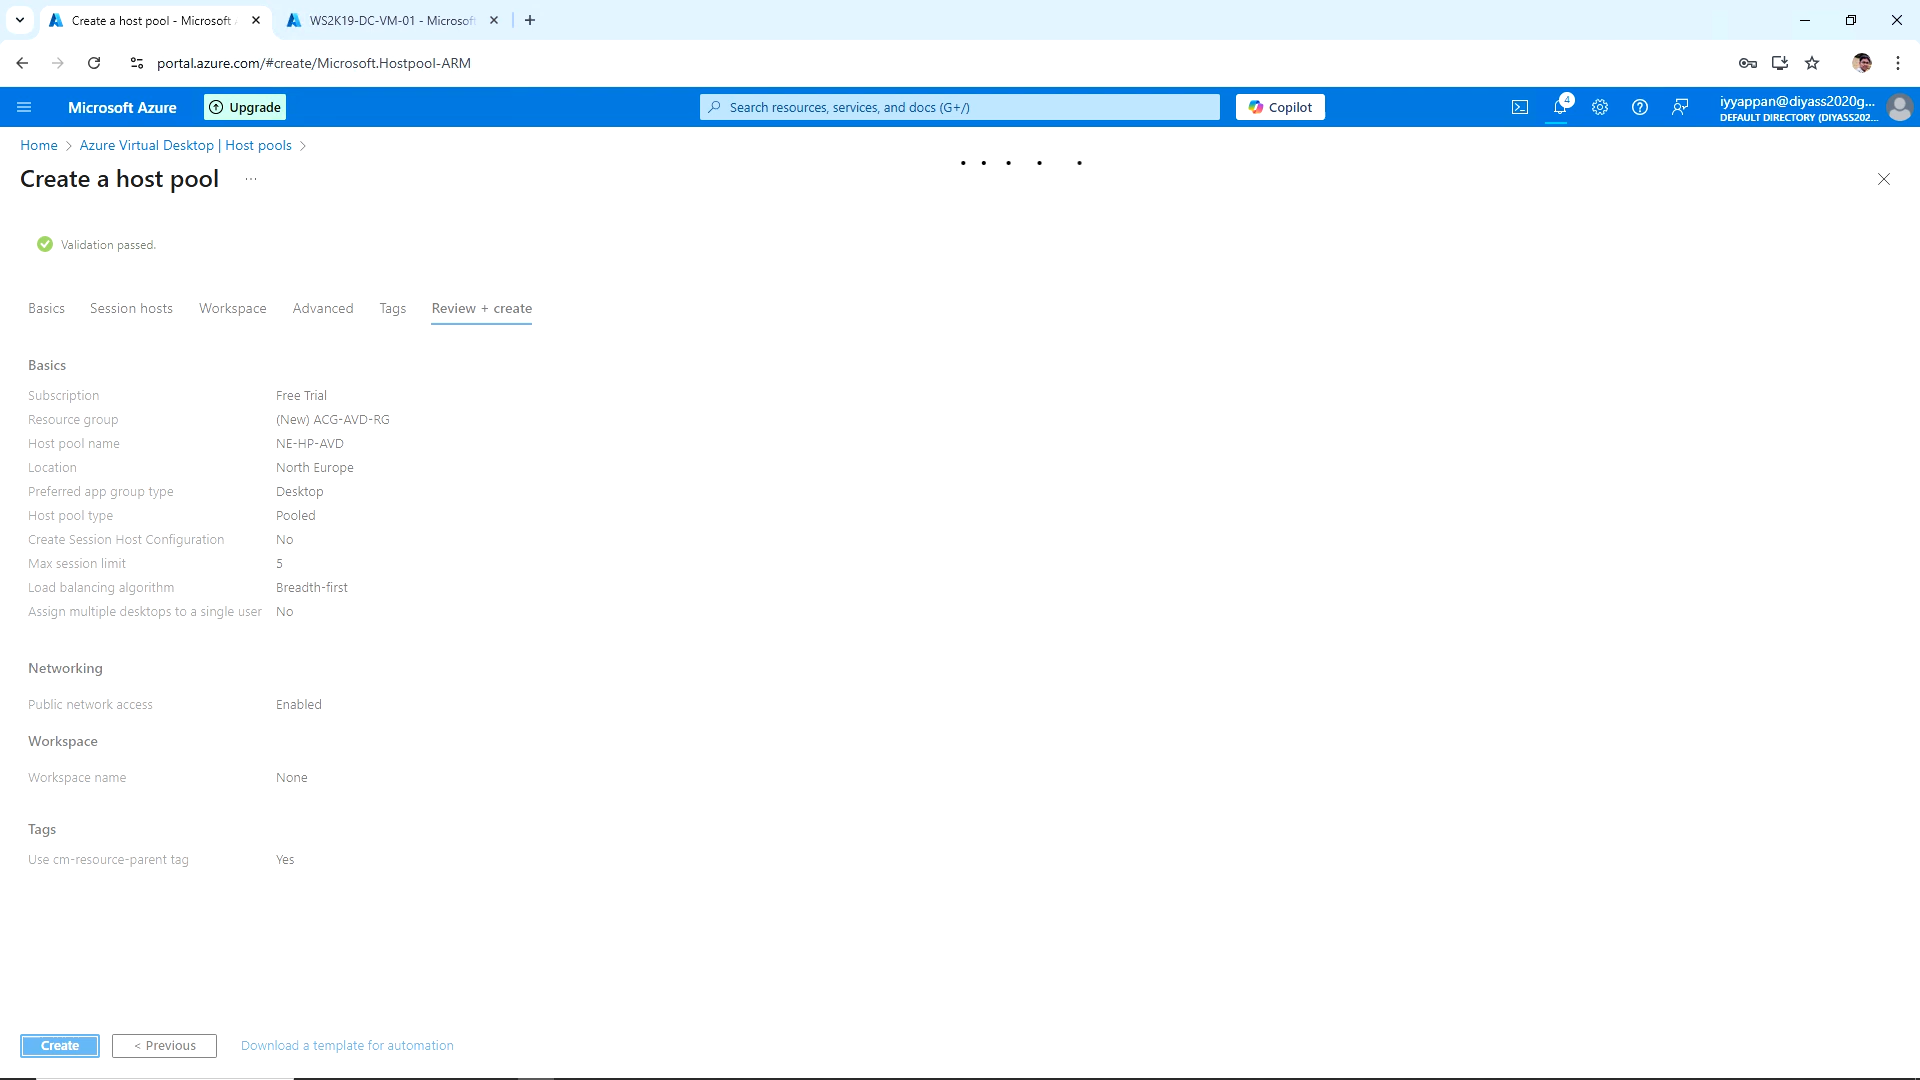 Create a host pool - Microsoft
WS2K19-DC-VM-01 - Microsof
portal.azure.com/#create/Microsoft.Hostpool-ARM
Microsoft Azure
Upgrade
Search resources, services, and docs (G+/)
Copilot
4
iyyappan@diyass2020g...
DEFAULT DIRECTORY (DIYASS202...
Home > Azure Virtual Desktop | Host pools >
Create a host pool ...
Validation passed.
Basics Session hosts Workspace Advanced Tags Review + create
Basics
Subscription Free Trial
Resource group (New) ACG-AVD-RG
Host pool name NE-HP-AVD
Location North Europe
Preferred app group type Desktop
Host pool type Pooled
Create Session Host Configuration No
Max session limit 5
Load balancing algorithm Breadth-first
Assign multiple desktops to a single user No
Networking
Public network access Enabled
Workspace
Workspace name None
Tags
Use cm-resource-parent tag Yes
Create < Previous Download a template for automation